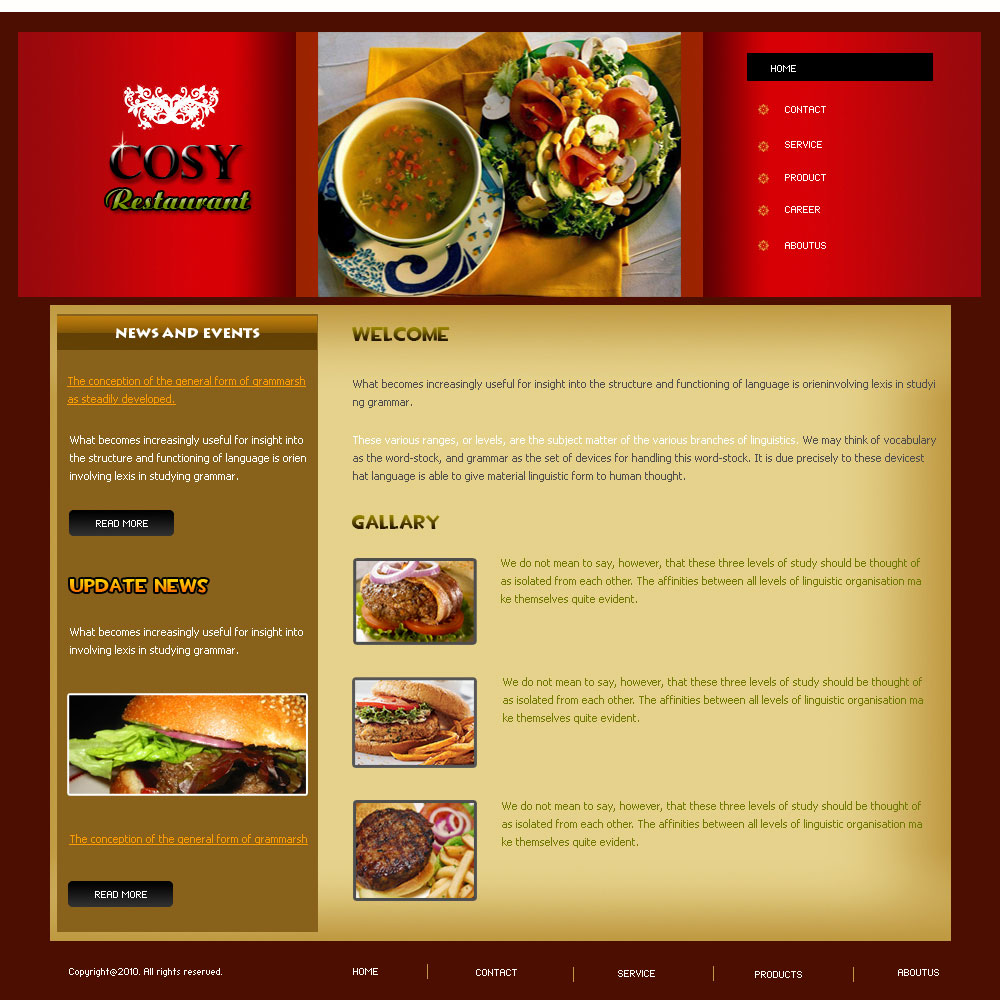 COSY
Restaurant
HOME
CONTACT
SERVICE
PRODUCT
CAREER
ABOUTUS
NEWS AND EVENTS
The conception of the general form of grammarsh
as steadily developed.
What becomes increasingly useful for insight into
the structure and functioning of language is orien
involving lexis in studying grammar.
READ MORE
UPDATE NEWS
What becomes increasingly useful for insight into
involving lexis in studying grammar.
The conception of the general form of grammarsh
READ MORE
WELCOME
What becomes increasingly useful for insight into the structure and functioning of language is orieninvolving lexis in studyi
ng grammar.
These various ranges, or levels, are the subject matter of the various branches of linguistics. We may think of vocabulary
as the word-stock, and grammar as the set of devices for handling this word-stock. It is due precisely to these devicest
hat language is able to give material linguistic form to human thought.
GALLARY
We do not mean to say, however, that these three levels of study should be thought of
as isolated from each other. The affinities between all levels of linguistic organisation ma
ke themselves quite evident.
We do not mean to say, however, that these three levels of study should be thought of
as isolated from each other. The affinities between all levels of linguistic organisation ma
ke themselves quite evident.
We do not mean to say, however, that these three levels of study should be thought of
as isolated from each other. The affinities between all levels of linguistic organisation ma
ke themselves quite evident.
Copyright@2010. All rights reserued.
HOME
CONTACT
SERVICE
PRODUCTS
ABOUTUS